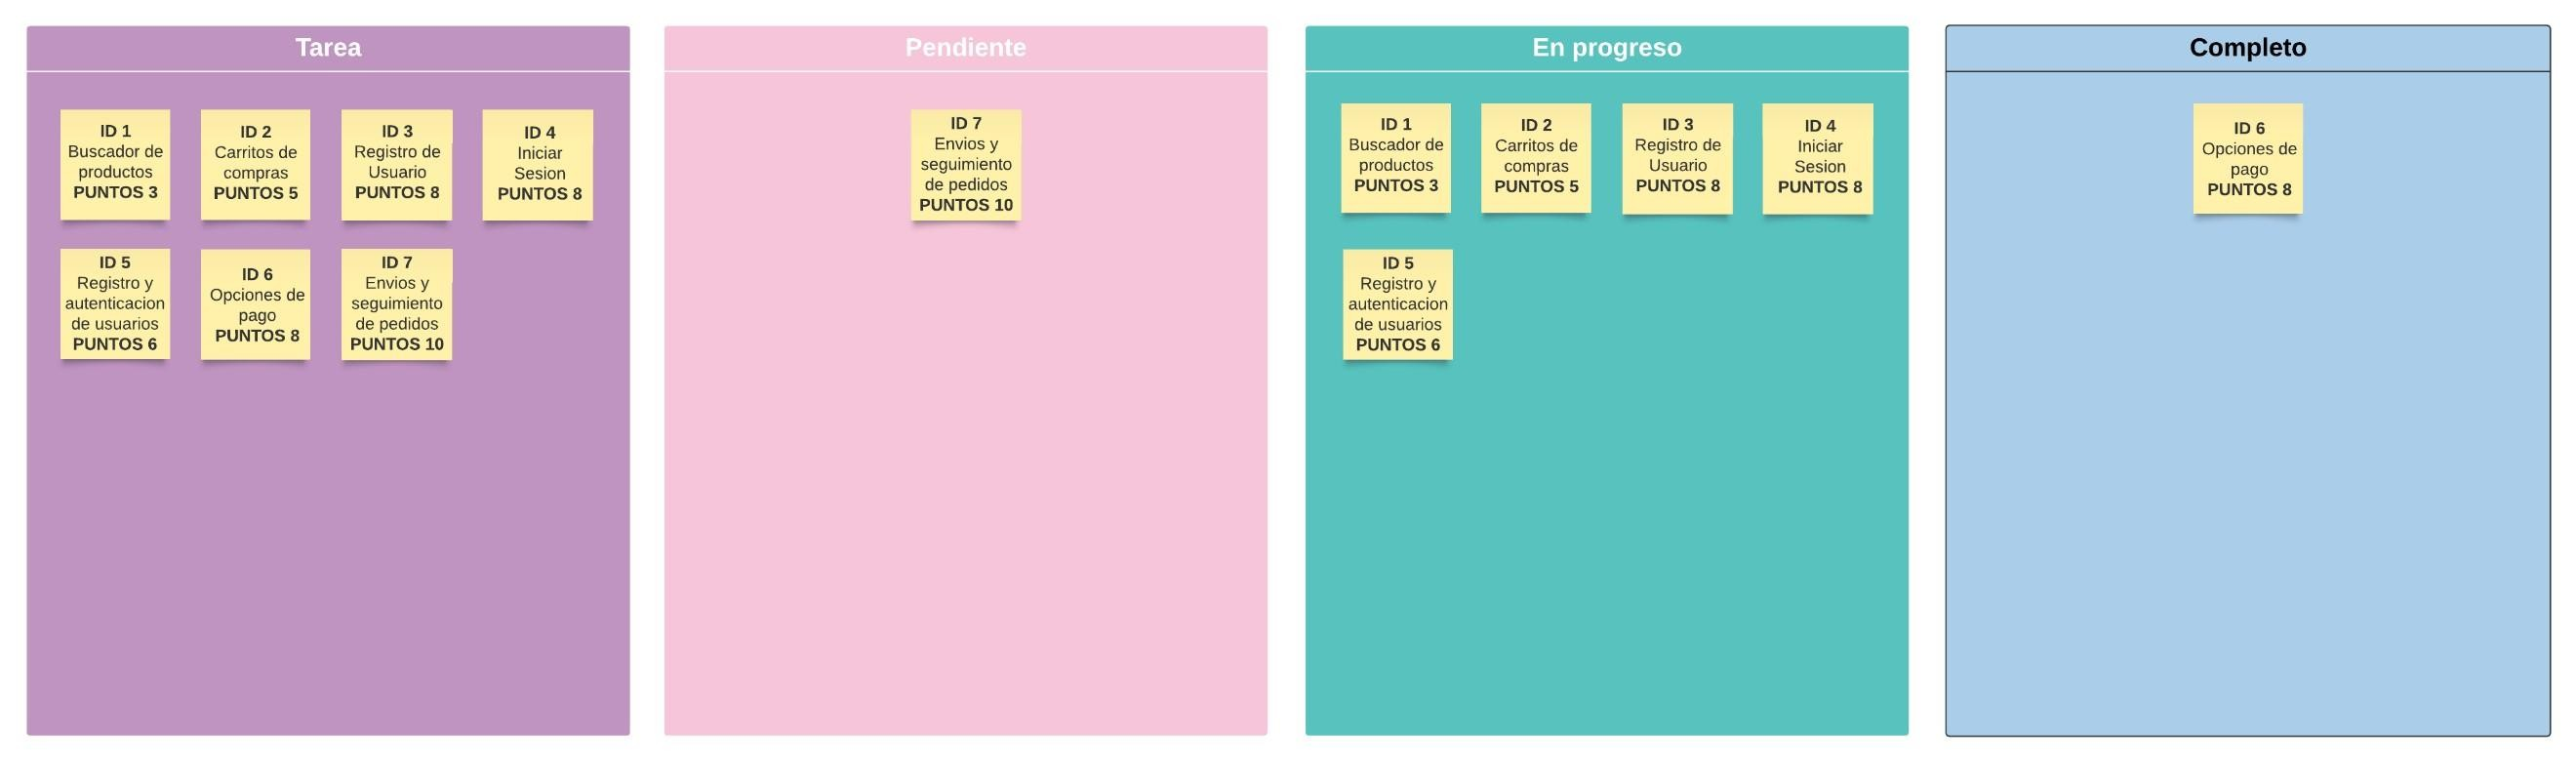 Tarea
ID 1
Buscador de
productos
PUNTOS 3
ID 2
Carritos de
compras
PUNTOS 5
ID 3
Registro de
Usuario
PUNTOS 8
ID 4
Iniciar
Sesion
PUNTOS 8
ID 5
Registro y
autenticacion
de usuarios
PUNTOS 6
ID 6
Opciones de
pago
PUNTOS 8
ID 7
Envios y
seguimiento
de pedidos
PUNTOS 10
Pendiente
ID 7
Envios y
seguimiento
de pedidos
PUNTOS 10
En progreso
ID 1
Buscador de
productos
PUNTOS 3
ID 2
Carritos de
compras
PUNTOS 5
ID 3
Registro de
Usuario
PUNTOS 8
ID 4
Iniciar
Sesion
PUNTOS 8
ID 5
Registro y
autenticacion
de usuarios
PUNTOS 6
Completo
ID 6
Opciones de
pago
PUNTOS 8